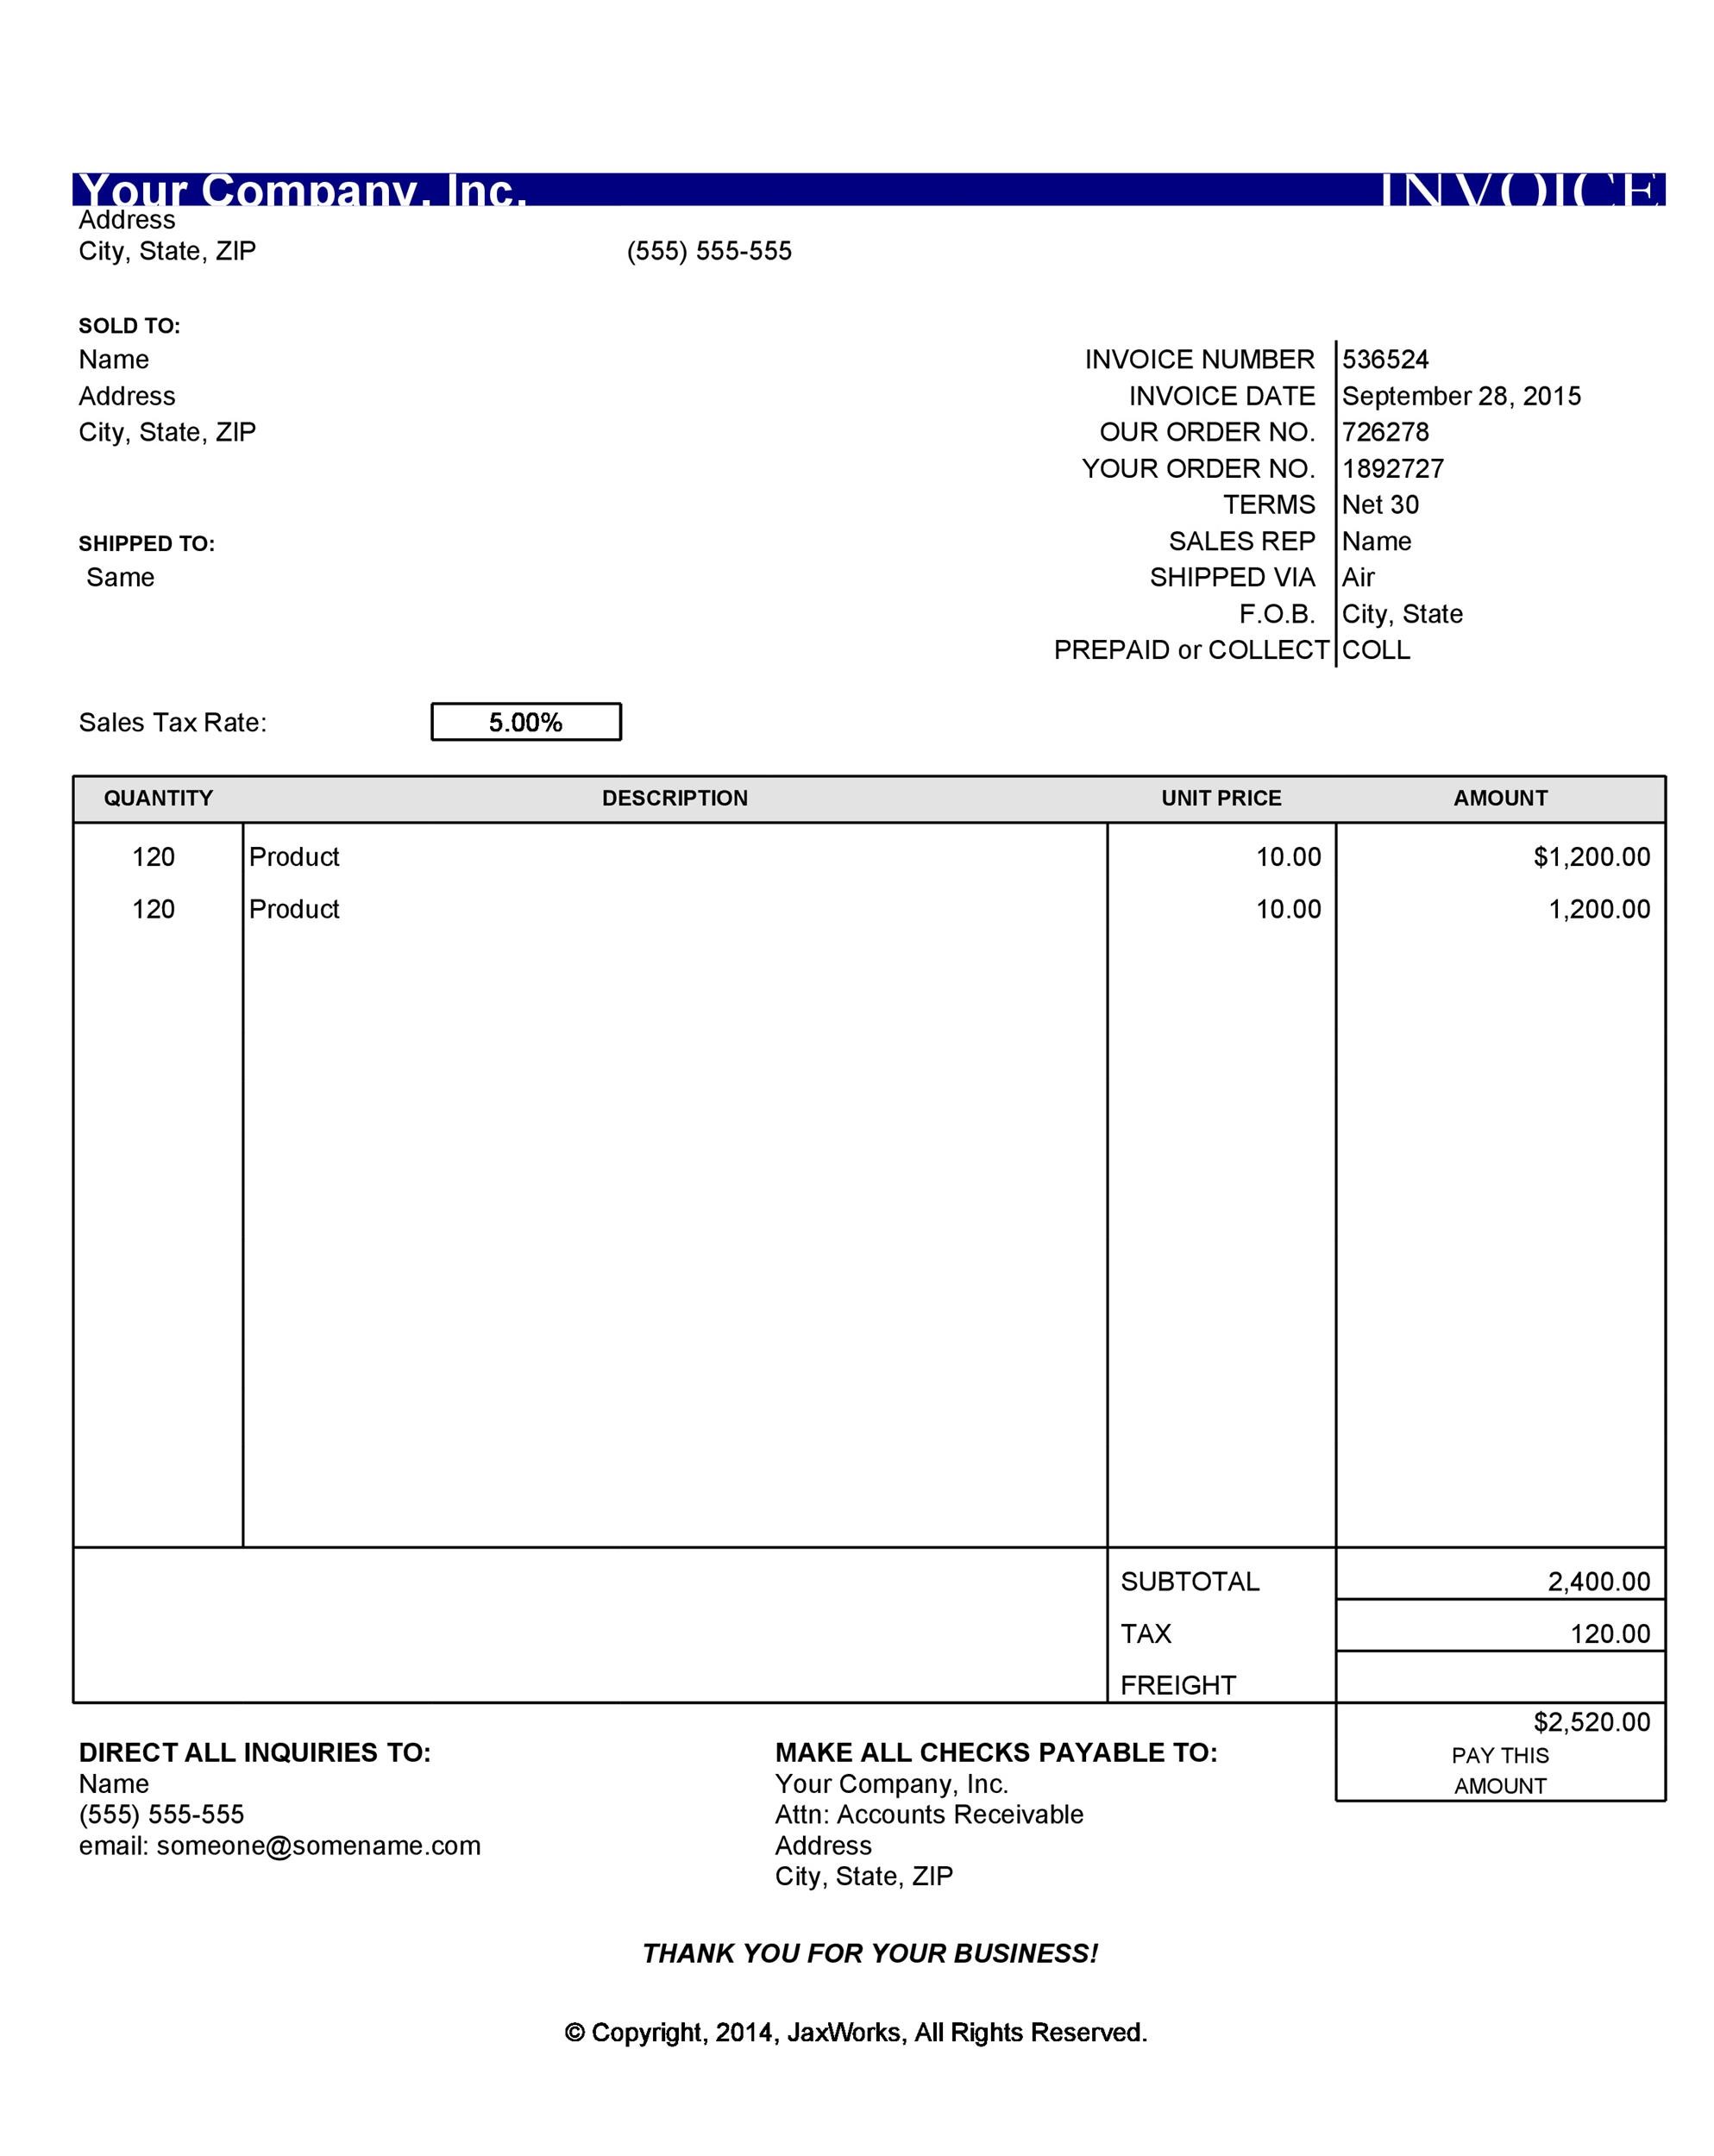 Your Company, Inc. INVOICE
Address
City, State, ZIP (555) 555-555
SOLD TO:
Name INVOICE NUMBER 536524
Address INVOICE DATE September 28, 2015
City, State, ZIP OUR ORDER NO. 726278
YOUR ORDER NO. 1892727
TERMS Net 30
SHIPPED TO: SALES REP Name
Same SHIPPED VIA Air
F.O.B. City, State
PREPAID or COLLECT COLL
Sales Tax Rate: 5.00%
QUANTITY DESCRIPTION UNIT PRICE AMOUNT
120 Product 10.00 $1,200.00
120 Product 10.00 1,200.00
SUBTOTAL 2,400.00
TAX 120.00
FREIGHT
$2,520.00
DIRECT ALL INQUIRIES TO: MAKE ALL CHECKS PAYABLE TO: PAY THIS
Name Your Company, Inc. AMOUNT
(555) 555-555 Attn: Accounts Receivable
email: someone@somename.com Address
City, State, ZIP
THANK YOU FOR YOUR BUSINESS!
© Copyright, 2014, JaxWorks, All Rights Reserved.